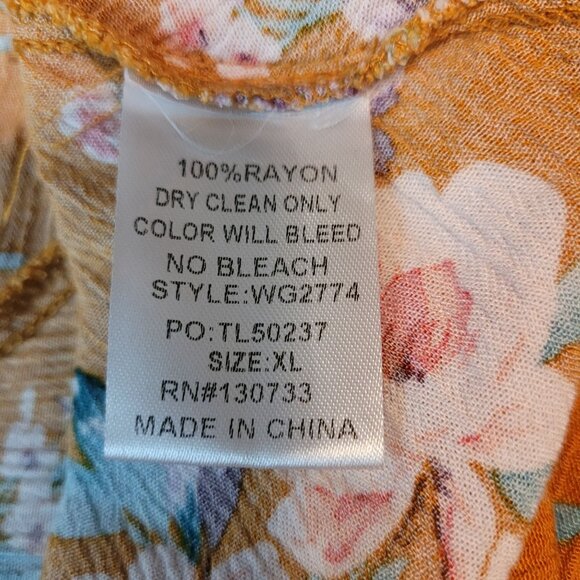 100%RAYON
DRY CLEAN ONLY
COLOR WILL BLEED
NO BLEACH
STYLE:WG2774
PO:TL50237
SIZE:XL
RN#130733
MADE IN CHINA